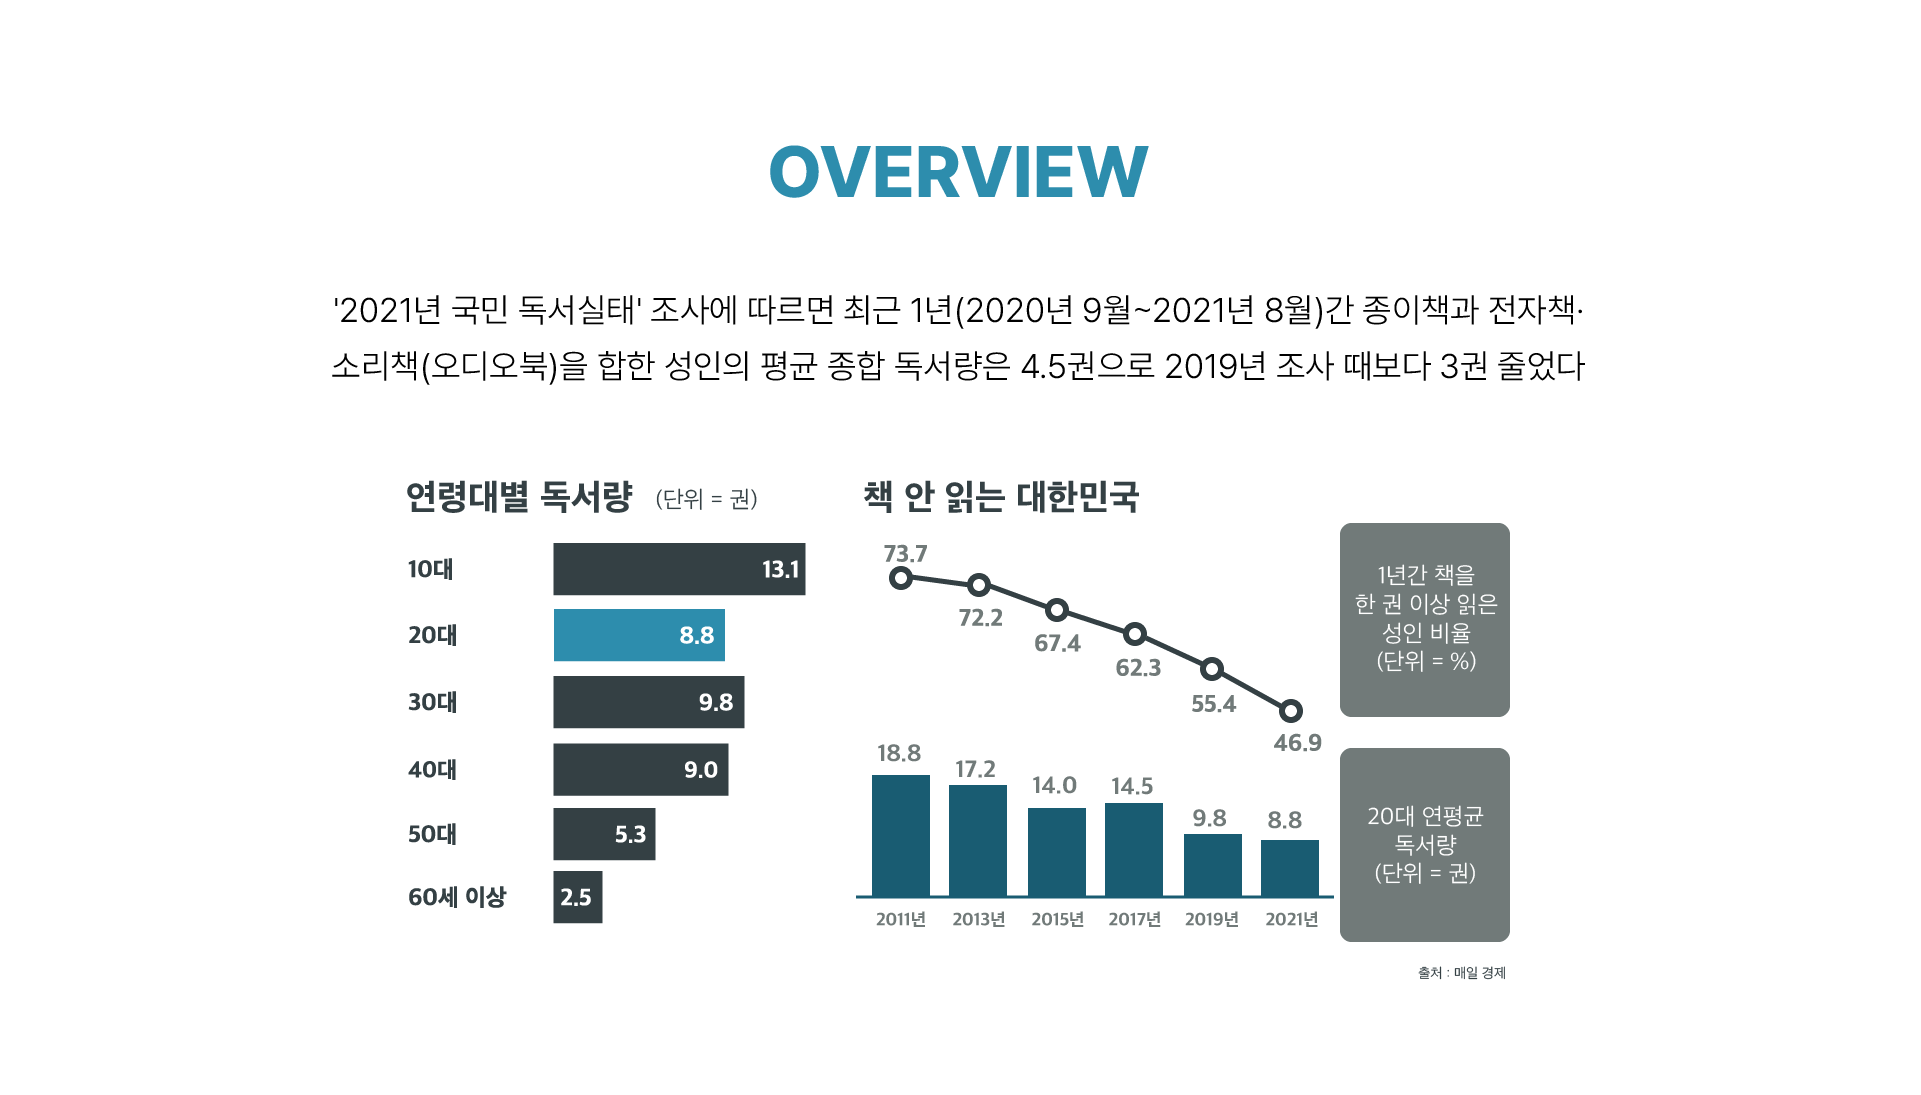 OVERVIEW
'2021년 국민 독서실태' 조사에 따르면 최근 1년(2020년 9월~2021년 8월)간 종이책과 전자책·
소리책(오디오북)을 합한 성인의 평균 종합 독서량은 4.5권으로 2019년 조사 때보다 3권 줄었다
연령대별 독서량 (단위 = 권)
10대 13.1
20대 8.8
30대 9.8
40대 9.0
50대 5.3
60세 이상 2.5
책 안 읽는 대한민국
73.7
72.2
67.4
62.3
55.4
46.9
1년간 책을
한 권 이상 읽은
성인 비율
(단위 = %)
18.8
17.2
14.0
14.5
9.8
8.8
2011년 2013년 2015년 2017년 2019년 2021년
20대 연평균
독서량
(단위 = 권)
출처 : 매일 경제